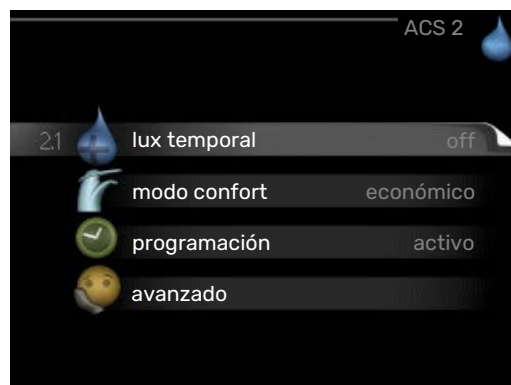 ACS 2
2.1 lux temporal off
modo confort económico
programación activo
avanzado